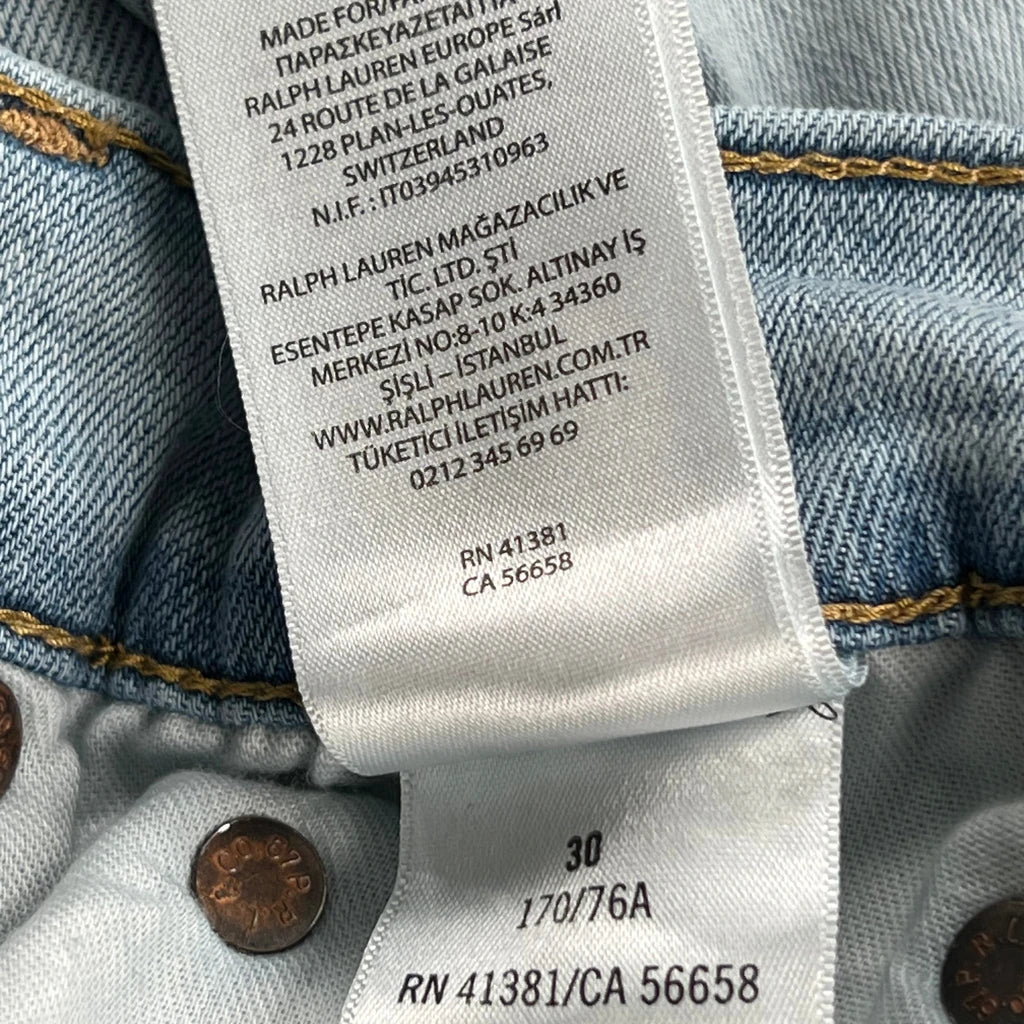 MADE FOR/
ΠΑΡΑΣΚΕΥΑΖΕΤΑΙ ΓΙΑ
RALPH LAUREN EUROPE Sárl
24 ROUTE DE LA GALAISE
1228 PLAN-LES-OUATES,
SWITZERLAND
N.I.F. : IT03945310963
RALPH LAUREN MAĞAZACILIK VE
TİC. LTD. ŞTİ
ESENTEPE KASAP SOK. ALTINAY İŞ
MERKEZİ NO:8-10 K:4 34360
ŞİŞLİ – İSTANBUL
WWW.RALPHLAUREN.COM.TR
TÜKETİCİ İLETİŞİM HATTI:
0212 345 69 69
RN 41381
CA 56658
30
170/76A
RN 41381/CA 56658
CO 67 P.R.L.